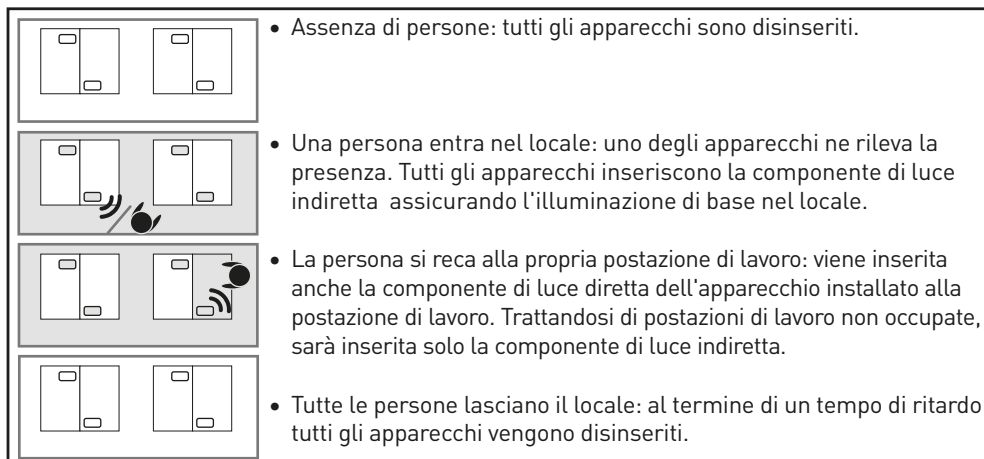 • Assenza di persone: tutti gli apparecchi sono disinseriti.
• Una persona entra nel locale: uno degli apparecchi ne rileva la
presenza. Tutti gli apparecchi inseriscono la componente di luce
indiretta  assicurando l'illuminazione di base nel locale.
• La persona si reca alla propria postazione di lavoro: viene inserita
anche la componente di luce diretta dell'apparecchio installato alla
postazione di lavoro. Trattandosi di postazioni di lavoro non occupate,
sarà inserita solo la componente di luce indiretta.
• Tutte le persone lasciano il locale: al termine di un tempo di ritardo
tutti gli apparecchi vengono disinseriti.